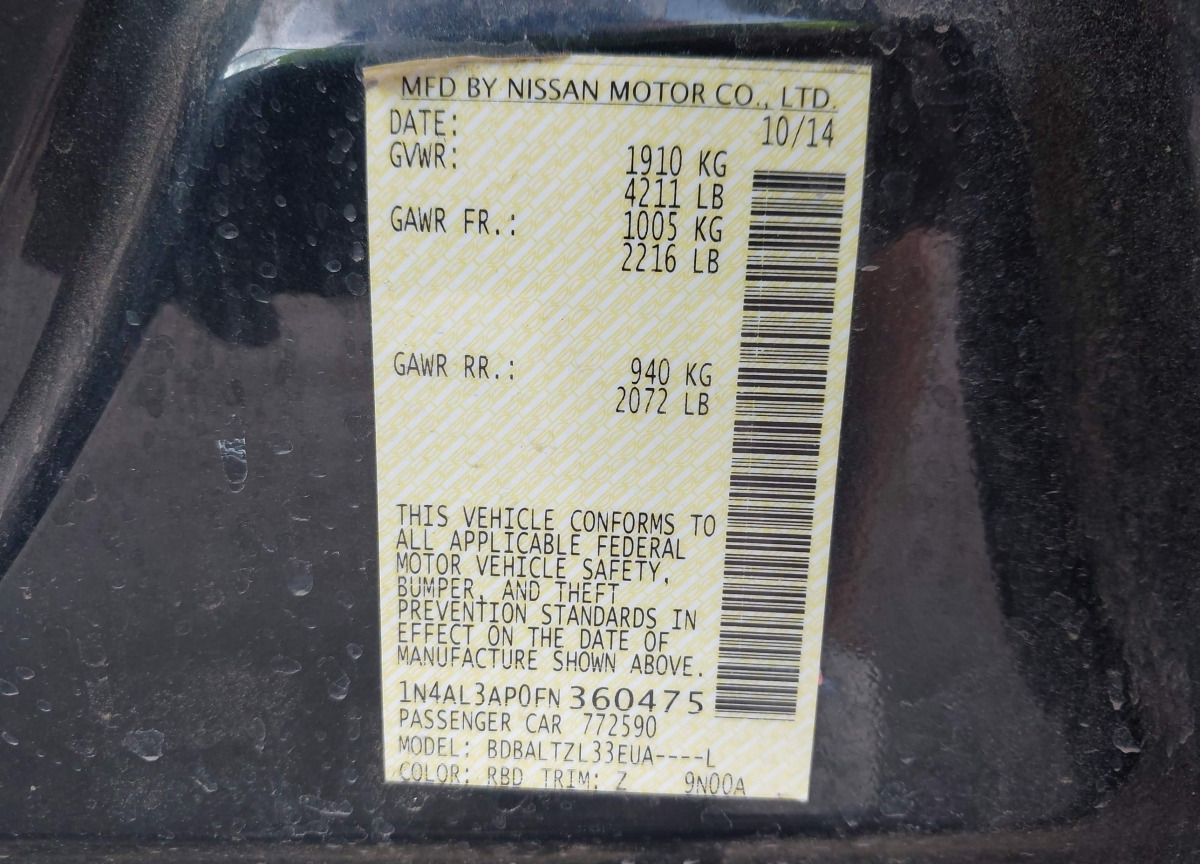 MFD BY NISSAN MOTOR CO., LTD.
DATE: 10/14
GVWR: 1910 KG
4211 LB
GAWR FR.: 1005 KG
2216 LB
GAWR RR.: 940 KG
2072 LB
THIS VEHICLE CONFORMS TO
ALL APPLICABLE FEDERAL
MOTOR VEHICLE SAFETY,
BUMPER, AND THEFT
PREVENTION STANDARDS IN
EFFECT ON THE DATE OF
MANUFACTURE SHOWN ABOVE.
1N4AL3AP0FN360475
PASSENGER CAR 772590
MODEL: BDBALTZL33EUA----L
COLOR: RBD TRIM: Z 9N00A